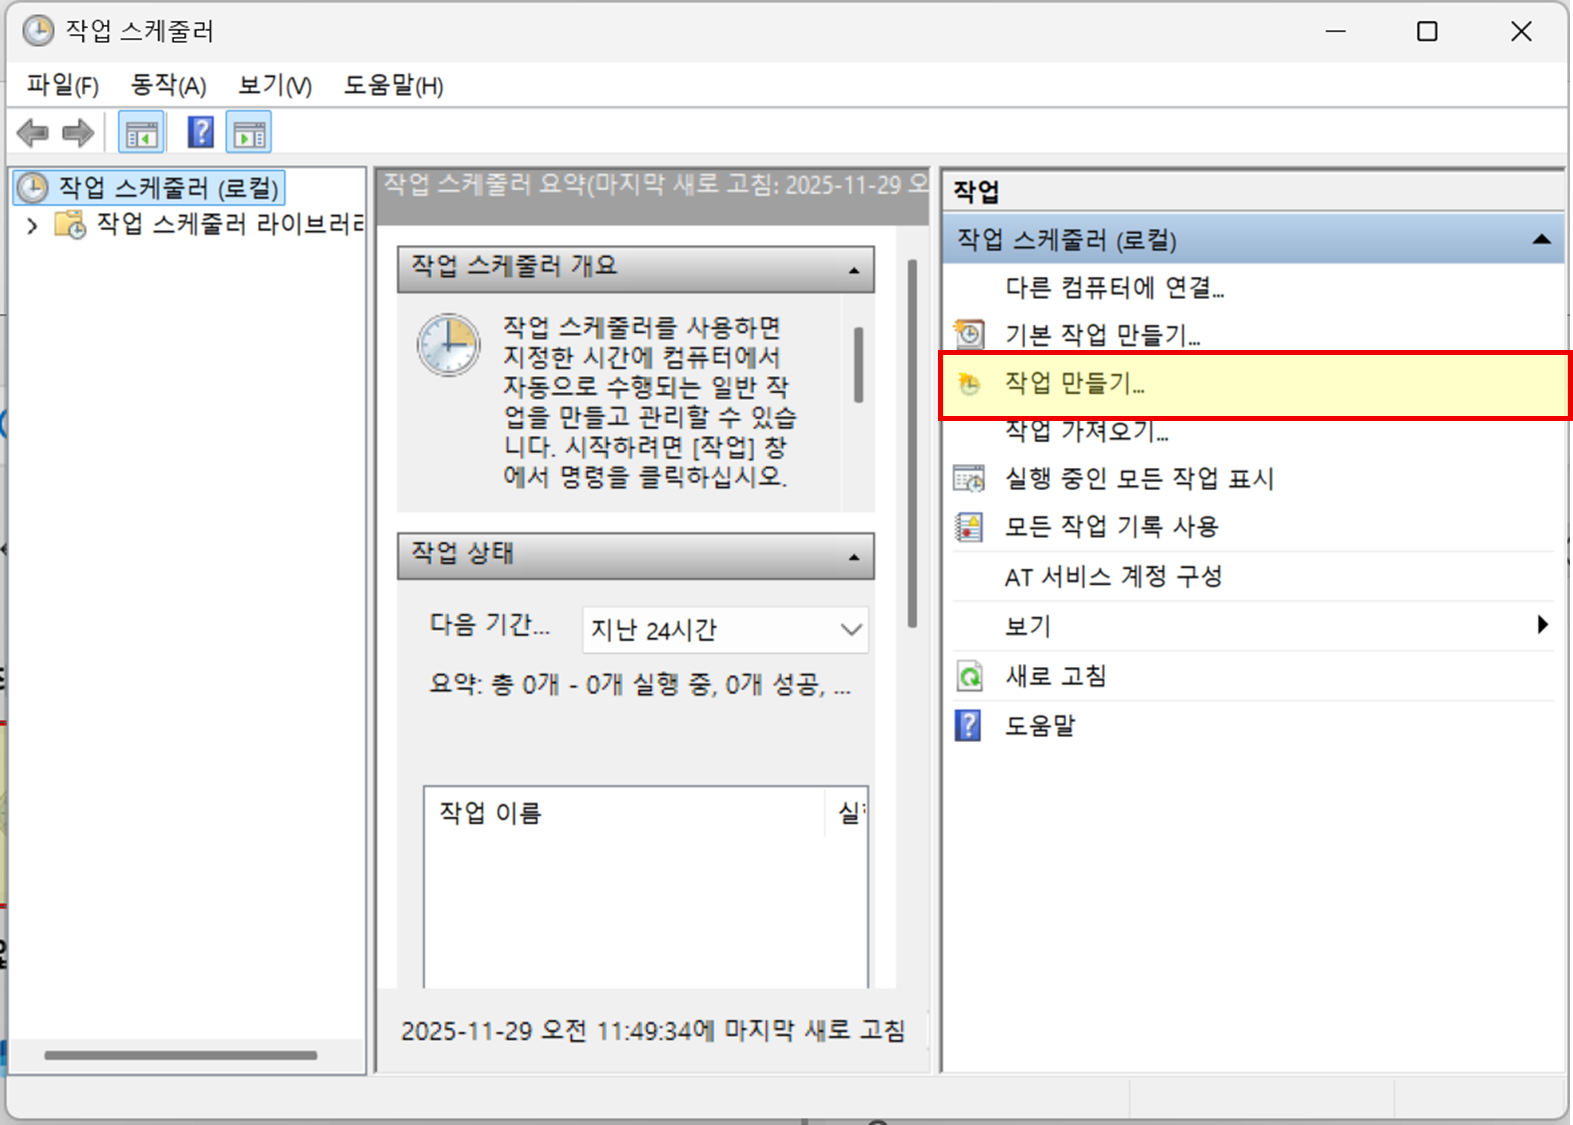 작업 스케줄러
파일(F) 동작(A) 보기(V) 도움말(H)
작업 스케줄러 (로컬)
작업 스케줄러 라이브러리
작업 스케줄러 요약(마지막 새로 고침: 2025-11-29 오
작업 스케줄러 개요
작업 스케줄러를 사용하면
지정한 시간에 컴퓨터에서
자동으로 수행되는 일반 작
업을 만들고 관리할 수 있습
니다. 시작하려면 [작업] 창
에서 명령을 클릭하십시오.
작업 상태
다음 기간...
지난 24시간
요약: 총 0개 - 0개 실행 중, 0개 성공, ...
작업 이름
2025-11-29 오전 11:49:34에 마지막 새로 고침
작업
작업 스케줄러 (로컬)
다른 컴퓨터에 연결...
기본 작업 만들기...
작업 만들기...
작업 가져오기...
실행 중인 모든 작업 표시
모든 작업 기록 사용
AT 서비스 계정 구성
보기
새로 고침
도움말